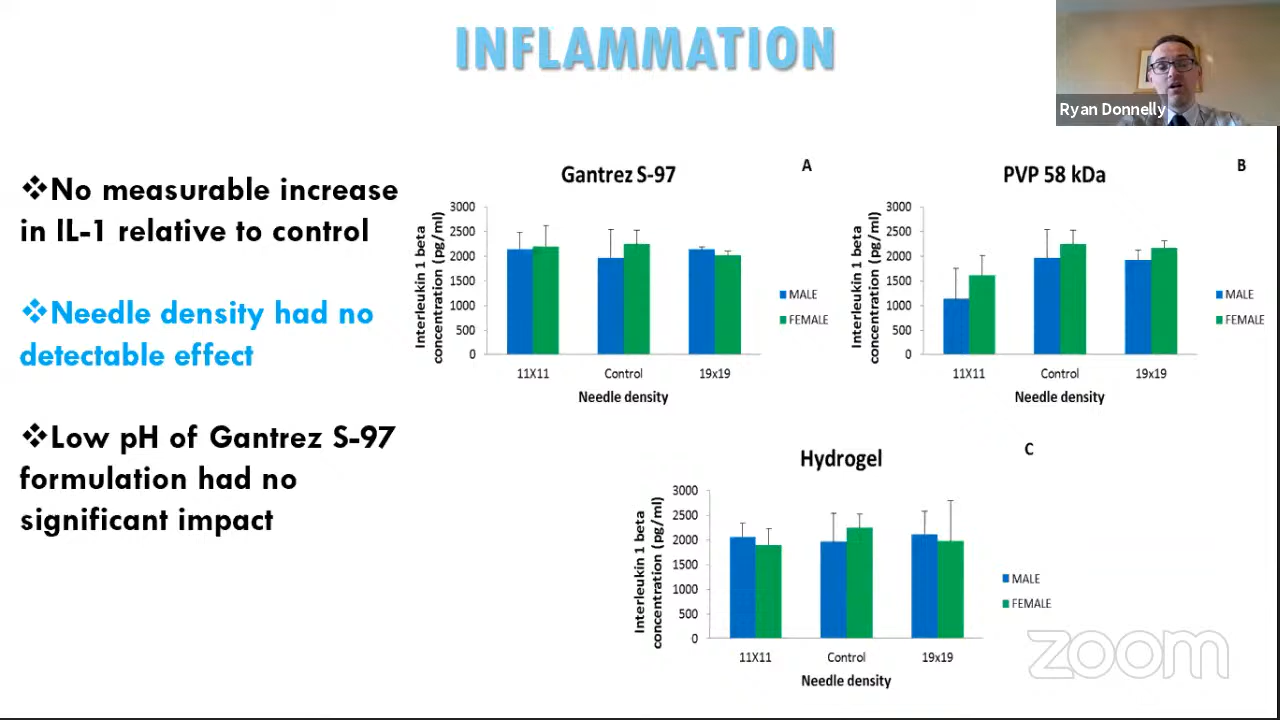 INFLAMMATION
Ryan Donnelly
❖No measurable increase
in IL-1 relative to control
❖Needle density had no
detectable effect
❖Low pH of Gantrez S-97
formulation had no
significant impact
Gantrez S-97
A
Interleukin 1 beta
concentration (pg/ml)
3000
2500
2000
1500
1000
500
0
11X11 Control 19x19
Needle density
MALE
FEMALE
PVP 58 kDa
B
Interleukin 1 beta
concentration (pg/ml)
3000
2500
2000
1500
1000
500
0
11X11 Control 19x19
Needle density
MALE
FEMALE
Hydrogel
C
Interleukin 1 beta
concentration (pg/ml)
3000
2500
2000
1500
1000
500
0
11X11 Control 19x19
Needle density
MALE
FEMALE
zoom